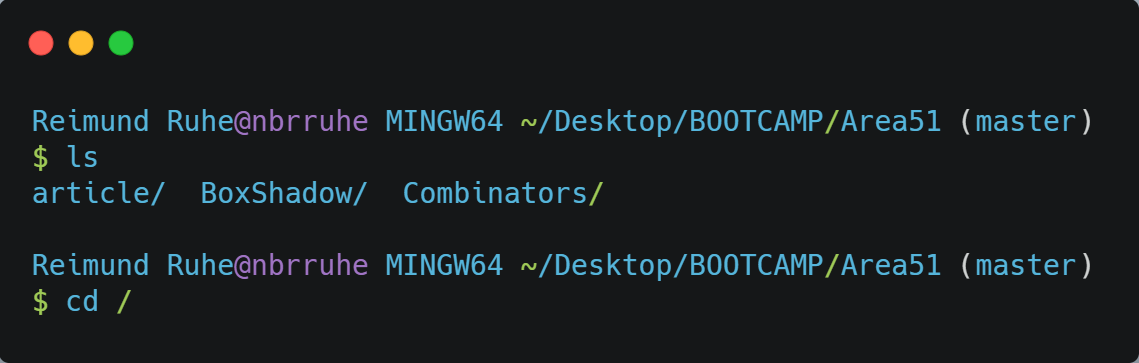 Reimund Ruhe@nbrruhe MINGW64 ~/Desktop/BOOTCAMP/Area51 (master)
$ ls
article/  BoxShadow/  Combinators/
Reimund Ruhe@nbrruhe MINGW64 ~/Desktop/BOOTCAMP/Area51 (master)
$ cd /